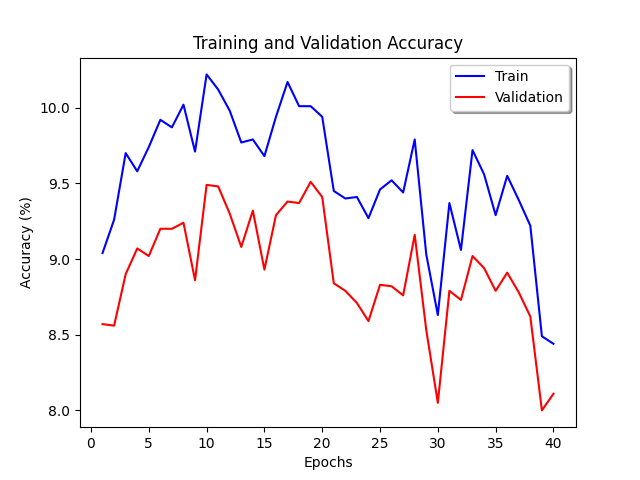 Training and Validation Accuracy
Train
Validation
10.0
9.5
9.0
8.5
8.0
Accuracy (%)
0 5 10 15 20 25 30 35 40
Epochs